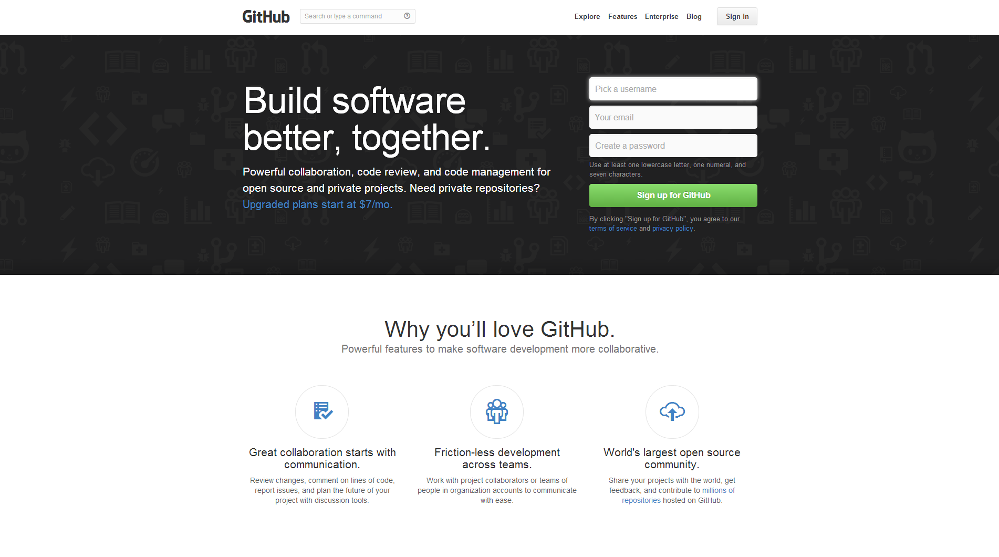 GitHub
Search or type a command
Explore
Features
Enterprise
Blog
Sign in
Build software
better, together.
Powerful collaboration, code review, and code management for
open source and private projects. Need private repositories?
Upgraded plans start at $7/mo.
Pick a username
Your email
Create a password
Use at least one lowercase letter, one numeral, and
seven characters.
Sign up for GitHub
By clicking "Sign up for GitHub", you agree to our
terms of service and privacy policy.
Why you’ll love GitHub.
Powerful features to make software development more collaborative.
Great collaboration starts with
communication.
Review changes, comment on lines of code,
report issues, and plan the future of your
project with discussion tools.
Friction-less development
across teams.
Work with project collaborators or teams of
people in organization accounts to communicate
with ease.
World's largest open source
community.
Share your projects with the world, get
feedback, and contribute to millions of
repositories hosted on GitHub.